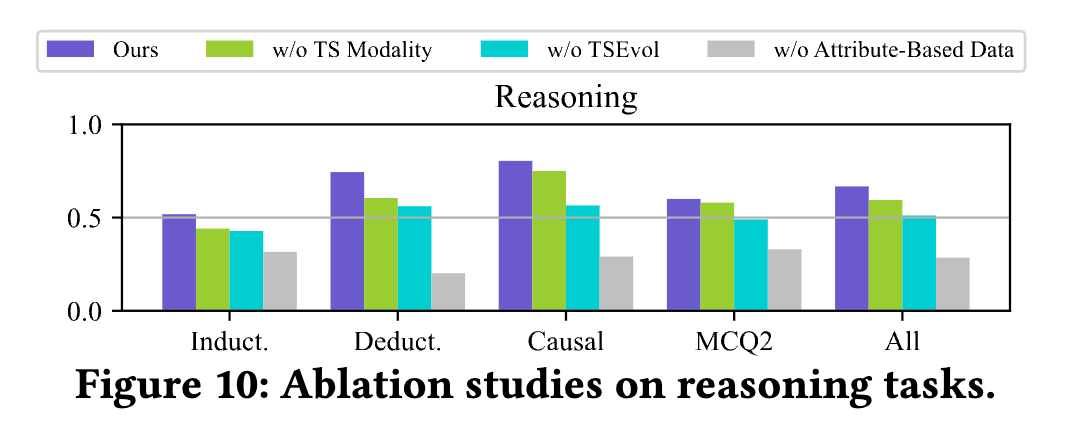 Ours w/o TS Modality w/o TSEvol w/o Attribute-Based Data
Reasoning
1.0
0.5
0.0
Induct. Deduct. Causal MCQ2 All
Figure 10: Ablation studies on reasoning tasks.